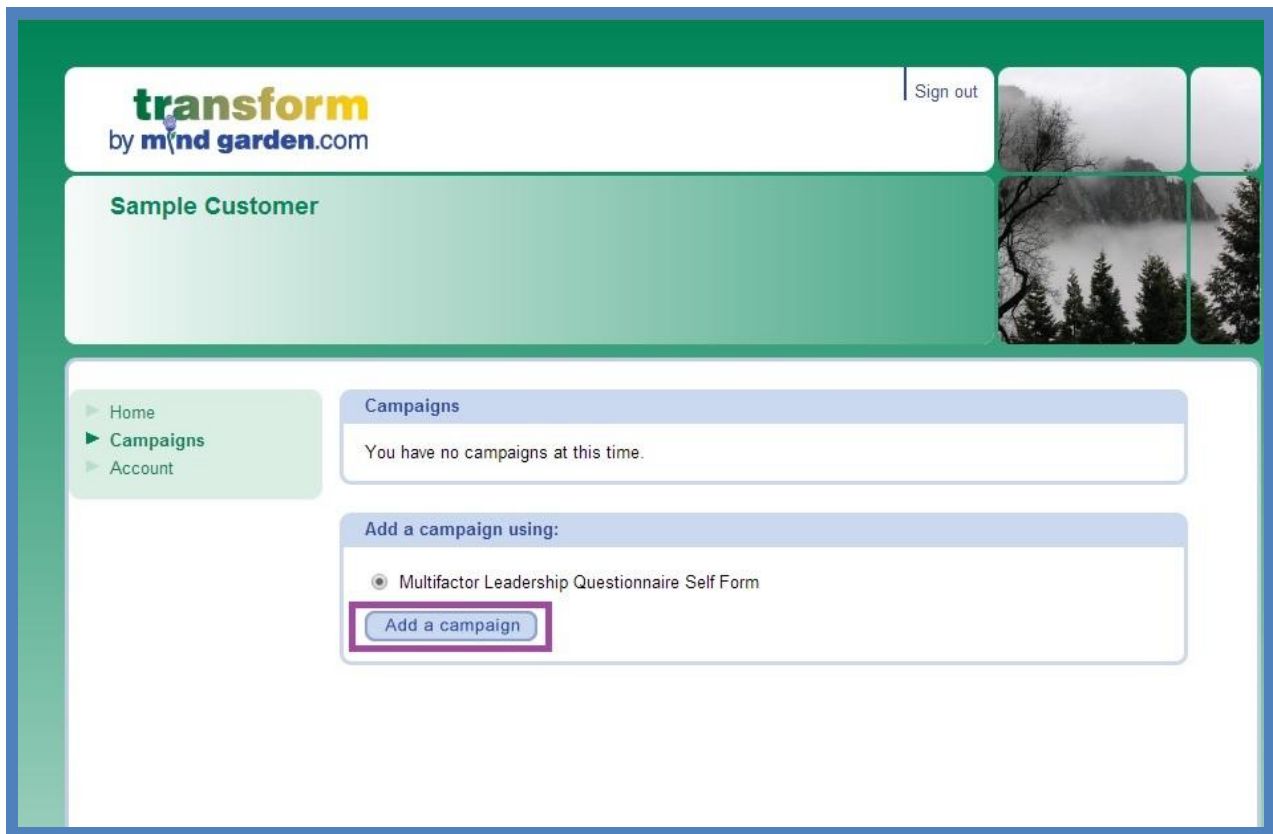 transform
by mind garden.com
Sign out
Sample Customer
Home
Campaigns
Account
Campaigns
You have no campaigns at this time.
Add a campaign using:
Multifactor Leadership Questionnaire Self Form
Add a campaign